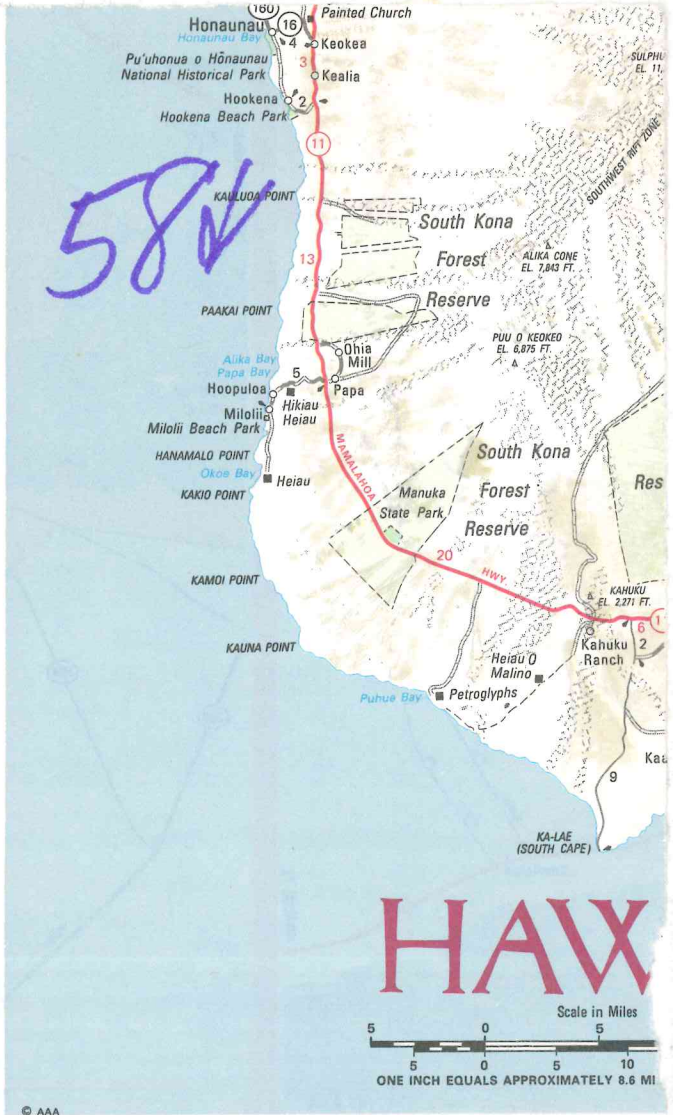 160
16
Painted Church
Honaunau
Honaunau Bay
4
Keokea
Pu'uhonua o Hōnaunau
National Historical Park
3
Kealia
SULPHU
EL. 11,
Hookena
2
Hookena Beach Park
11
SOUTHWEST RIFT ZONE
58
KAULUOA POINT
South Kona
Forest
Reserve
13
ALIKA CONE
EL. 7,843 FT.
PAAKAI POINT
PUU O KEOKEO
EL. 6,875 FT.
Ohia
Mill
Alika Bay
Papa Bay
5
Hoopuloa
Papa
Hikiau
Heiau
Milolii
Milolii Beach Park
MAMALAHOA
HANAMALO POINT
South Kona
Forest
Reserve
Okoe Bay
Heiau
KAKIO POINT
Manuka
State Park
Res
20
HWY
KAMOI POINT
KAHUKU
EL. 2,271 FT.
1
6
KAUNA POINT
Kahuku
Ranch
2
Heiau O
Malino
Puhue Bay
Petroglyphs
Kaa
9
KA-LAE
(SOUTH CAPE)
HAW
Scale in Miles
5 0 5
5 0 5 10
ONE INCH EQUALS APPROXIMATELY 8.6 MI
© AAA